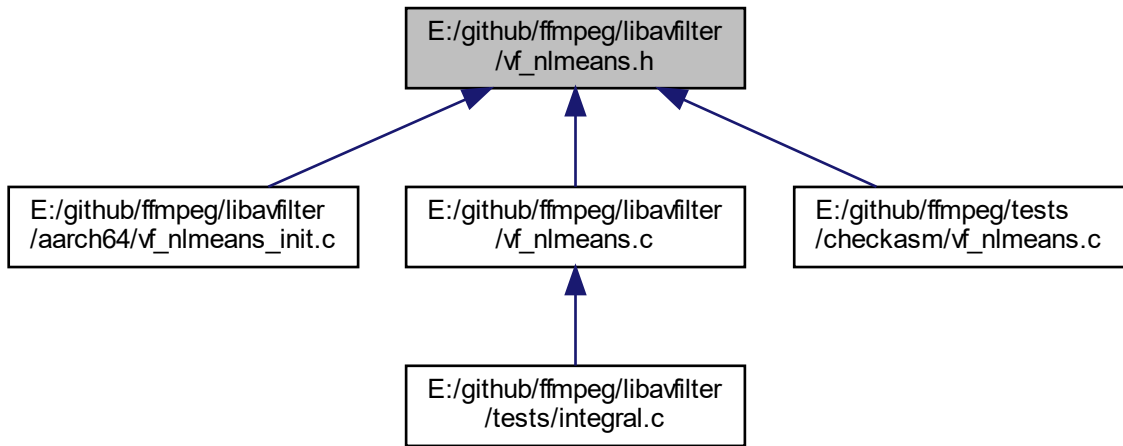 E:/github/ffmpeg/libavfilter
/vf_nlmeans.h
E:/github/ffmpeg/libavfilter
/aarch64/vf_nlmeans_init.c
E:/github/ffmpeg/libavfilter
/vf_nlmeans.c
E:/github/ffmpeg/tests
/checkasm/vf_nlmeans.c
E:/github/ffmpeg/libavfilter
/tests/integral.c